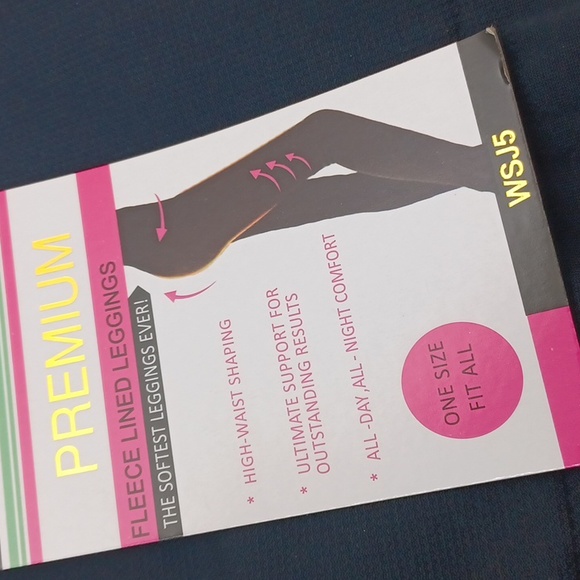 PREMIUM
FLEECE LINED LEGGINGS
THE SOFTEST LEGGINGS EVER!
* HIGH-WAIST SHAPING
* ULTIMATE SUPPORT FOR
OUTSTANDING RESULTS
* ALL -DAY ,ALL - NIGHT COMFORT
ONE SIZE
FIT ALL
WSJ5